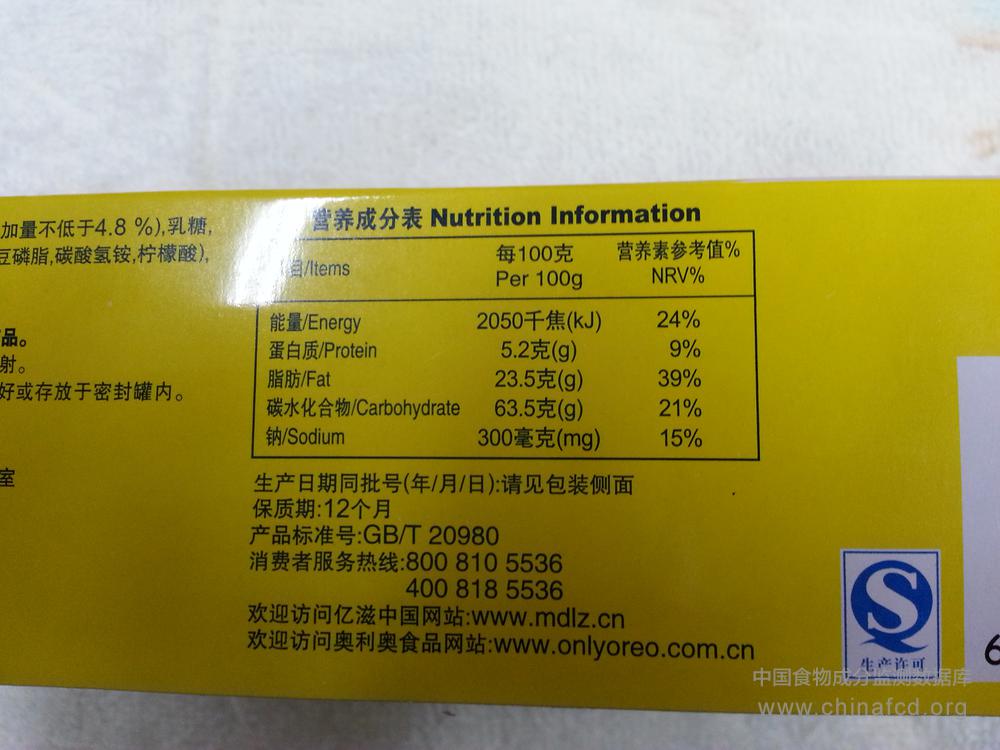 加量不低于4.8 %),乳糖,
豆磷脂,碳酸氢铵,柠檬酸),
品。
射。
好或存放于密封罐内。
室
营养成分表 Nutrition Information
目/Items 每100克 营养素参考值%
Per 100g NRV%
能量/Energy 2050千焦(kJ) 24%
蛋白质/Protein 5.2克(g) 9%
脂肪/Fat 23.5克(g) 39%
碳水化合物/Carbohydrate 63.5克(g) 21%
钠/Sodium 300毫克(mg) 15%
生产日期同批号(年/月/日):请见包装侧面
保质期:12个月
产品标准号:GB/T 20980
消费者服务热线:800 810 5536
400 818 5536
欢迎访问亿滋中国网站:www.mdlz.cn
欢迎访问奥利奥食品网站:www.onlyoreo.com.cn
S
生产许可
6
中国食物成分监测数据库
www.chinafcd.org